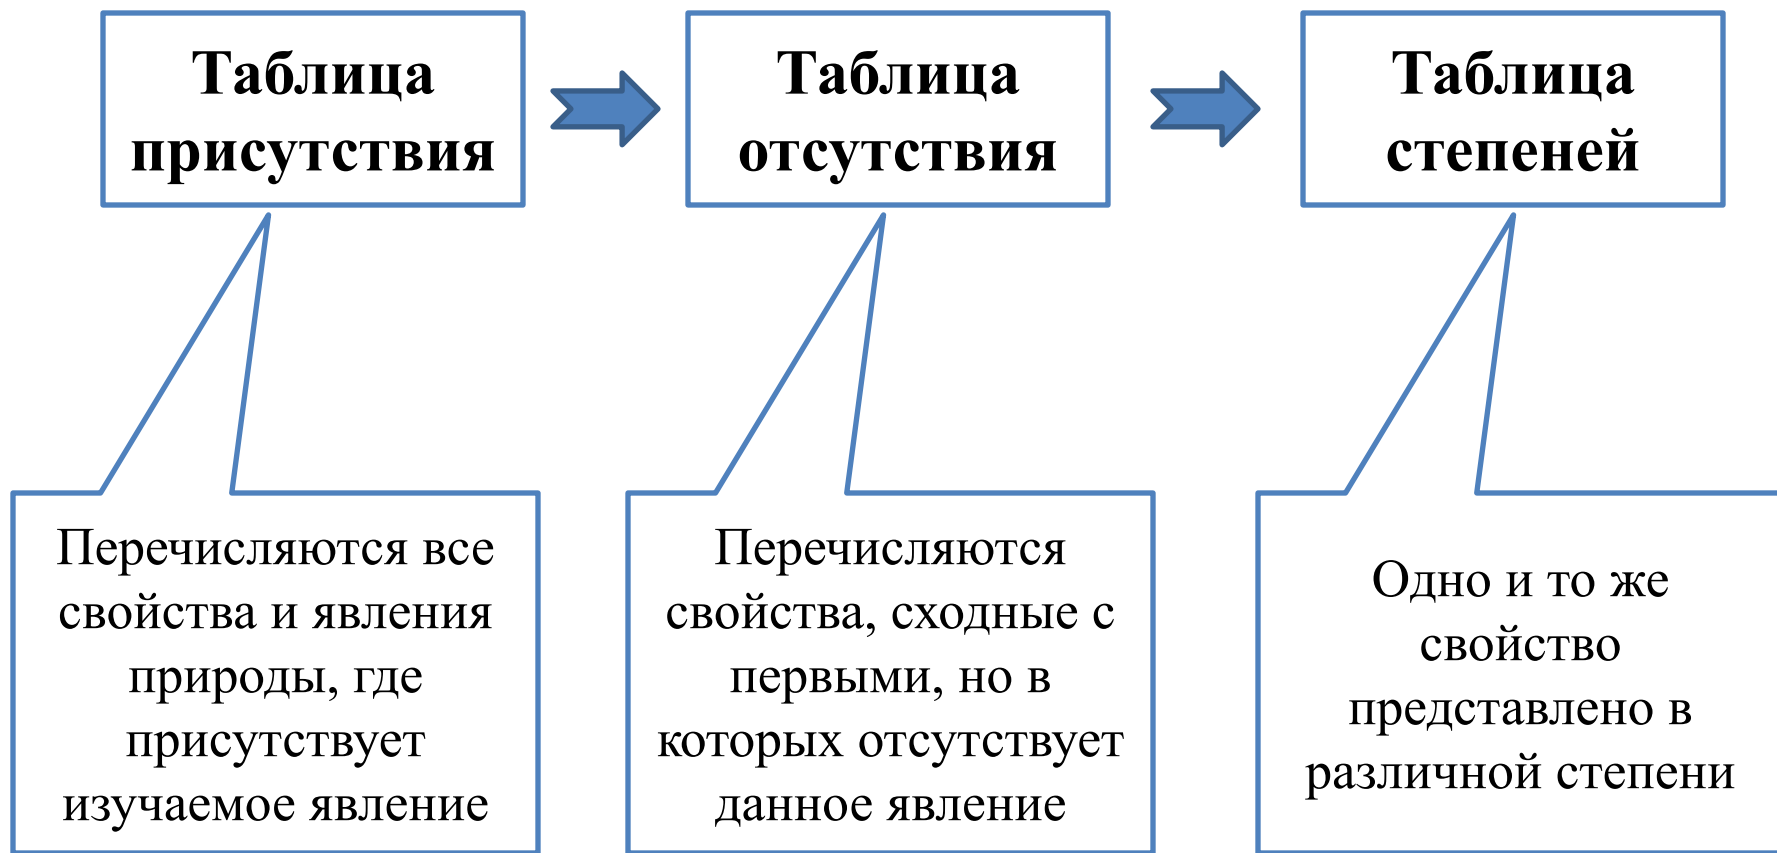 Таблица
присутствия
Таблица
отсутствия
Таблица
степеней
Перечисляются все
свойства и явления
природы, где
присутствует
изучаемое явление
Перечисляются
свойства, сходные с
первыми, но в
которых отсутствует
данное явление
Одно и то же
свойство
представлено в
различной степени